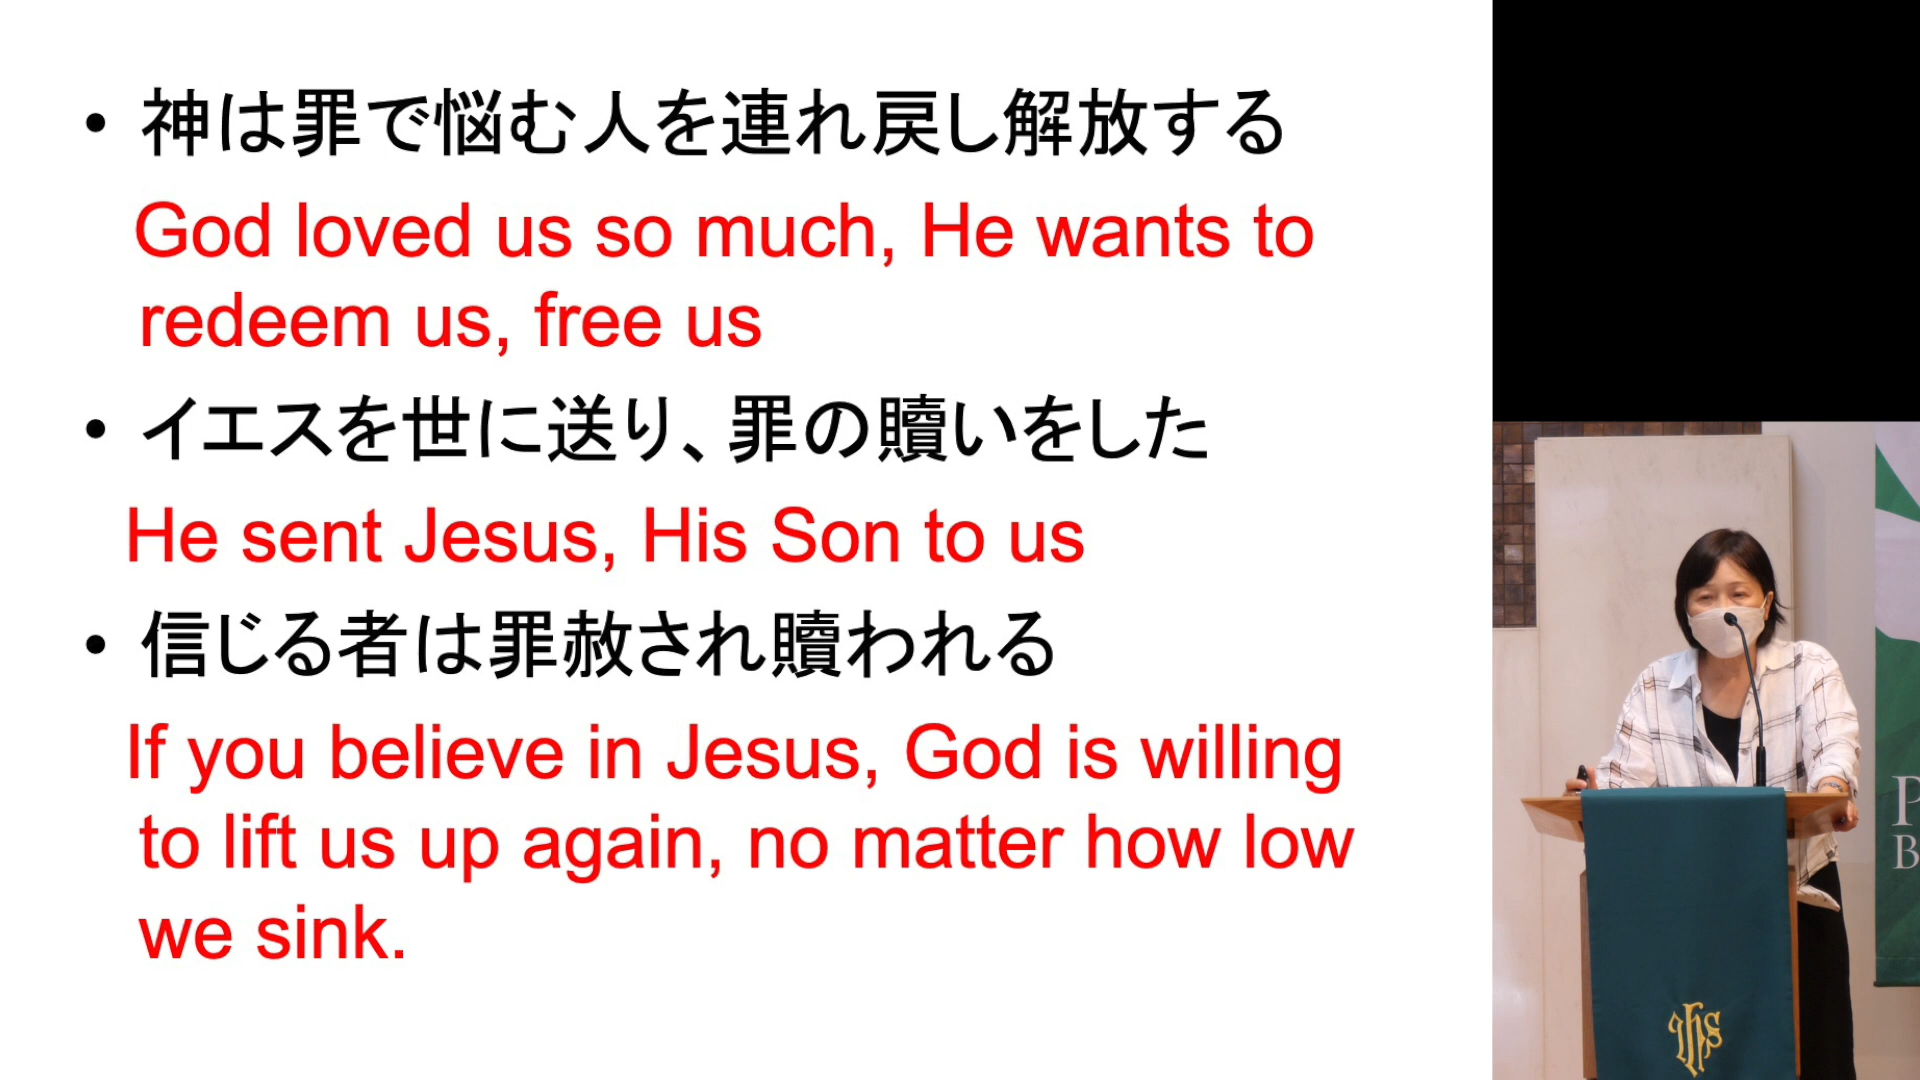 • 神は罪で悩む人を連れ戻し解放する
God loved us so much, He wants to
redeem us, free us
• イエスを世に送り、罪の贖いをした
He sent Jesus, His Son to us
• 信じる者は罪赦され贖われる
If you believe in Jesus, God is willing
to lift us up again, no matter how low
we sink.
P
B
IHS